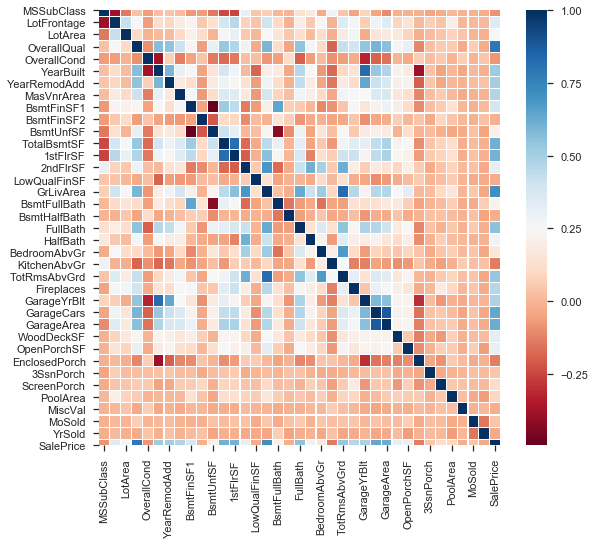 MSSubClass
LotFrontage
LotArea
OverallQual
OverallCond
YearBuilt
YearRemodAdd
MasVnrArea
BsmtFinSF1
BsmtFinSF2
BsmtUnfSF
TotalBsmtSF
1stFlrSF
2ndFlrSF
LowQualFinSF
GrLivArea
BsmtFullBath
BsmtHalfBath
FullBath
HalfBath
BedroomAbvGr
KitchenAbvGr
TotRmsAbvGrd
Fireplaces
GarageYrBlt
GarageCars
GarageArea
WoodDeckSF
OpenPorchSF
EnclosedPorch
3SsnPorch
ScreenPorch
PoolArea
MiscVal
MoSold
YrSold
SalePrice
MSSubClass
LotArea
OverallCond
YearRemodAdd
BsmtFinSF1
BsmtUnfSF
1stFlrSF
LowQualFinSF
BsmtFullBath
FullBath
BedroomAbvGr
TotRmsAbvGrd
GarageYrBlt
GarageArea
OpenPorchSF
3SsnPorch
PoolArea
MoSold
SalePrice
1.00
0.75
0.50
0.25
0.00
−0.25